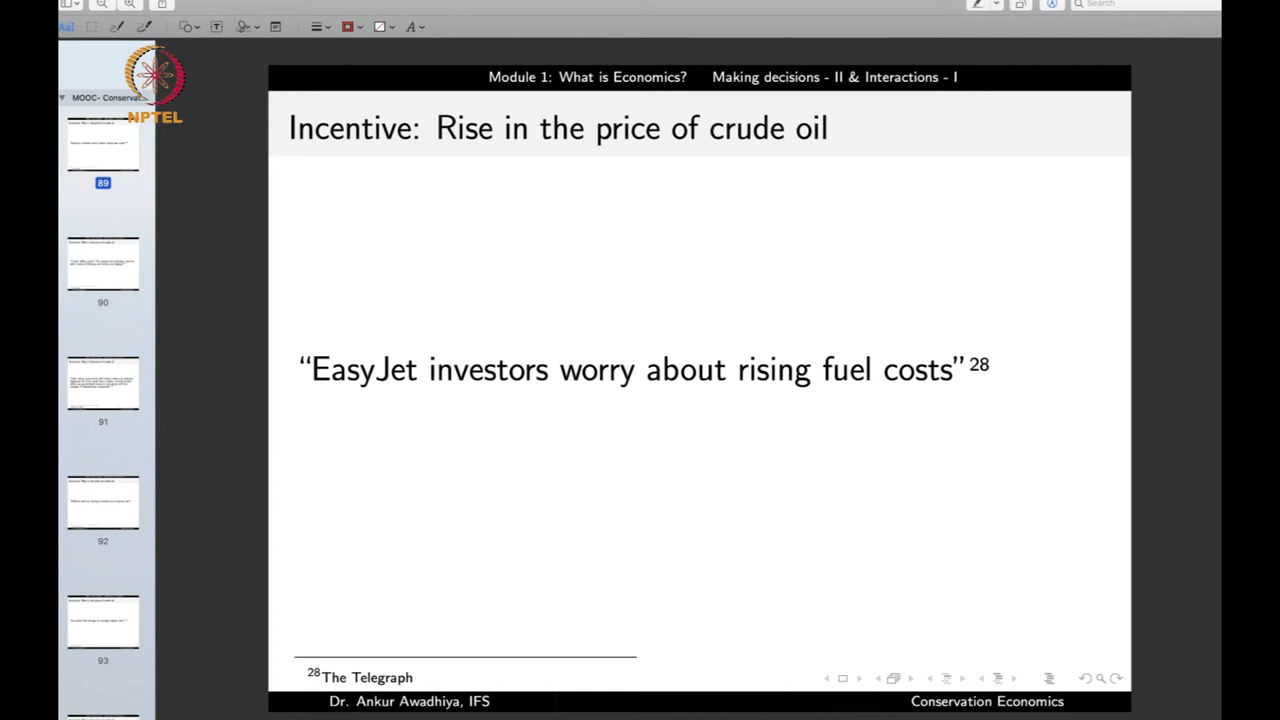 Search
MOOC- Conservat...
NPTEL
89
90
91
92
93
Module 1: What is Economics? Making decisions - II & Interactions - I
Incentive: Rise in the price of crude oil
“EasyJet investors worry about rising fuel costs”28
28The Telegraph
Dr. Ankur Awadhiya, IFS Conservation Economics